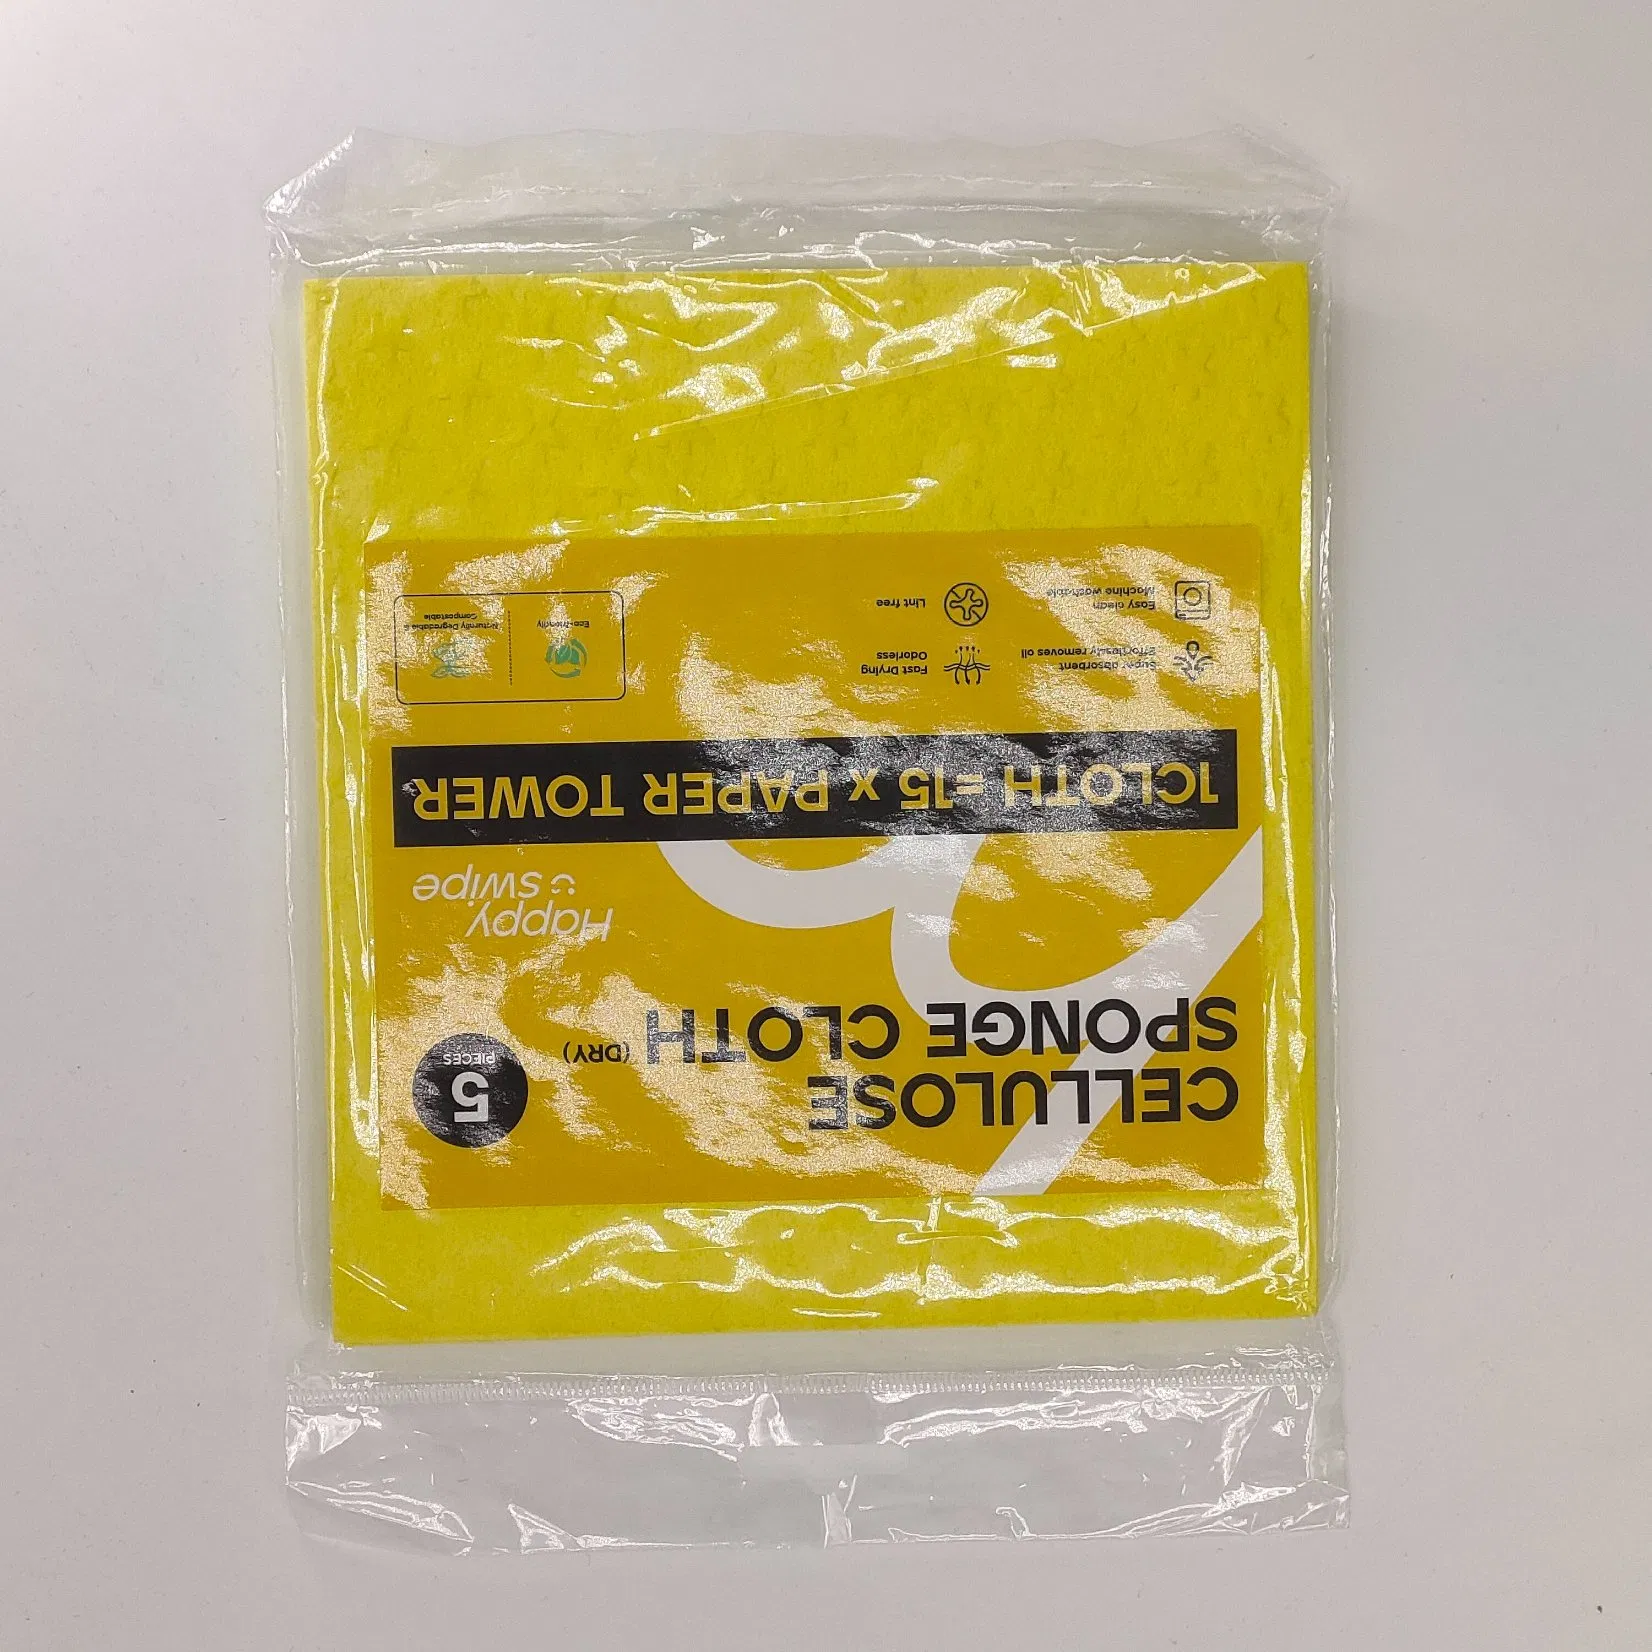 CELLULOSE
SPONGE CLOTH (DRY)
5
PIECES
Happy
swipe
1CLOTH =15 x PAPER TOWER
Super absorbent
Effortlessly removes oil
Fast Drying
Odorless
Easy clean
Machine washable
Lint free
Eco-friendly
Naturally Degradable &
Compostable